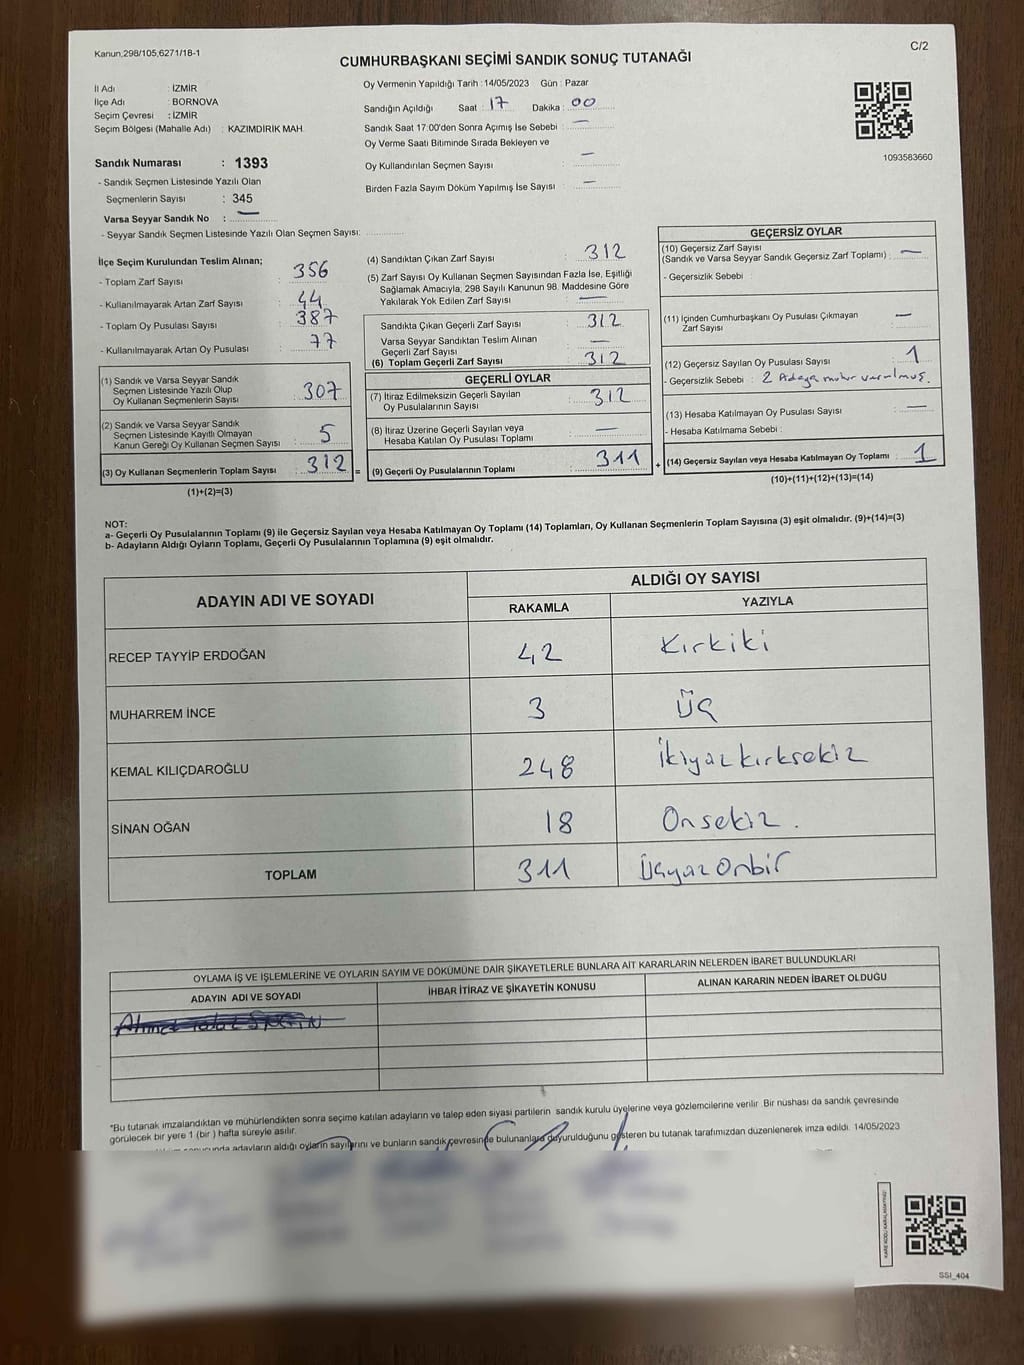 Kanun,298/105,6271/18-1
C/2
CUMHURBAŞKANI SEÇİMİ SANDIK SONUÇ TUTANAĞI
İl Adı : İZMİR
İlçe Adı : BORNOVA
Seçim Çevresi : İZMİR
Seçim Bölgesi (Mahalle Adı) : KAZIMDİRİK MAH.
Sandık Numarası : 1393
- Sandık Seçmen Listesinde Yazılı Olan
Seçmenlerin Sayısı : 345
Varsa Seyyar Sandık No : —
- Seyyar Sandık Seçmen Listesinde Yazılı Olan Seçmen Sayısı:
Oy Vermenin Yapıldığı Tarih : 14/05/2023 Gün : Pazar
Sandığın Açıldığı Saat : 17 Dakika : 00
Sandık Saat 17:00'den Sonra Açımış İse Sebebi : —
Oy Verme Saati Bitiminde Sırada Bekleyen ve
Oy Kullandırılan Seçmen Sayısı : —
Birden Fazla Sayım Döküm Yapılmış İse Sayısı : —
1093583660
İlçe Seçim Kurulundan Teslim Alınan;
- Toplam Zarf Sayısı : 356
- Kullanılmayarak Artan Zarf Sayısı : 44
- Toplam Oy Pusulası Sayısı : 387
- Kullanılmayarak Artan Oy Pusulası : 77
(1) Sandık ve Varsa Seyyar Sandık
Seçmen Listesinde Yazılı Olup
Oy Kullanan Seçmenlerin Sayısı : 307
(2) Sandık ve Varsa Seyyar Sandık
Seçmen Listesinde Kayıtlı Olmayan
Kanun Gereği Oy Kullanan Seçmen Sayısı : 5
(3) Oy Kullanan Seçmenlerin Toplam Sayısı : 312 =
(1)+(2)=(3)
(4) Sandıktan Çıkan Zarf Sayısı : 312
(5) Zarf Sayısı Oy Kullanan Seçmen Sayısından Fazla İse, Eşitliği
Sağlamak Amacıyla, 298 Sayılı Kanunun 98. Maddesine Göre
Yakılarak Yok Edilen Zarf Sayısı : —
Sandıkta Çıkan Geçerli Zarf Sayısı : 312
Varsa Seyyar Sandıktan Teslim Alınan
Geçerli Zarf Sayısı : —
(6) Toplam Geçerli Zarf Sayısı : 312
GEÇERLİ OYLAR
(7) İtiraz Edilmeksizin Geçerli Sayılan
Oy Pusulalarının Sayısı : 312
(8) İtiraz Üzerine Geçerli Sayılan veya
Hesaba Katılan Oy Pusulası Toplamı : —
(9) Geçerli Oy Pusulalarının Toplamı : 311 +
GEÇERSİZ OYLAR
(10) Geçersiz Zarf Sayısı
(Sandık ve Varsa Seyyar Sandık Geçersiz Zarf Toplamı) : —
- Geçersizlik Sebebi :
(11) İçinden Cumhurbaşkanı Oy Pusulası Çıkmayan
Zarf Sayısı : —
(12) Geçersiz Sayılan Oy Pusulası Sayısı : 1
- Geçersizlik Sebebi : 2 Adaya mühür vurulmuş.
(13) Hesaba Katılmayan Oy Pusulası Sayısı : —
- Hesaba Katılmama Sebebi :
(14) Geçersiz Sayılan veya Hesaba Katılmayan Oy Toplamı : 1
(10)+(11)+(12)+(13)=(14)
NOT:
a- Geçerli Oy Pusulalarının Toplamı (9) ile Geçersiz Sayılan veya Hesaba Katılmayan Oy Toplamı (14) Toplamları, Oy Kullanan Seçmenlerin Toplam Sayısına (3) eşit olmalıdır. (9)+(14)=(3)
b- Adayların Aldığı Oyların Toplamı, Geçerli Oy Pusulalarının Toplamına (9) eşit olmalıdır.
ADAYIN ADI VE SOYADI
ALDIĞI OY SAYISI
RAKAMLA YAZIYLA
RECEP TAYYİP ERDOĞAN 42 Kırkiki
MUHARREM İNCE 3 Üç
KEMAL KILIÇDAROĞLU 248 İkiyüzkırksekiz
SİNAN OĞAN 18 Onsekiz.
TOPLAM 311 Üçyüzonbir
OYLAMA İŞ VE İŞLEMLERİNE VE OYLARIN SAYIM VE DÖKÜMÜNE DAİR ŞİKAYETLERLE BUNLARA AİT KARARLARIN NELERDEN İBARET BULUNDUKLARI
ADAYIN ADI VE SOYADI İHBAR İTİRAZ VE ŞİKAYETİN KONUSU ALINAN KARARIN NEDEN İBARET OLDUĞU
*Bu tutanak imzalandıktan ve mühürlendikten sonra seçime katılan adayların ve talep eden siyasi partilerin sandık kurulu üyelerine veya gözlemcilerine verilir. Bir nüshası da sandık çevresinde
görülecek bir yere 1 (bir) hafta süreyle asılır.
adayların aldığı oyların sayılarını ve bunların sandık çevresinde bulunanlara duyurulduğunu gösteren bu tutanak tarafımızdan düzenlenerek imza edildi. 14/05/2023
SSI_404